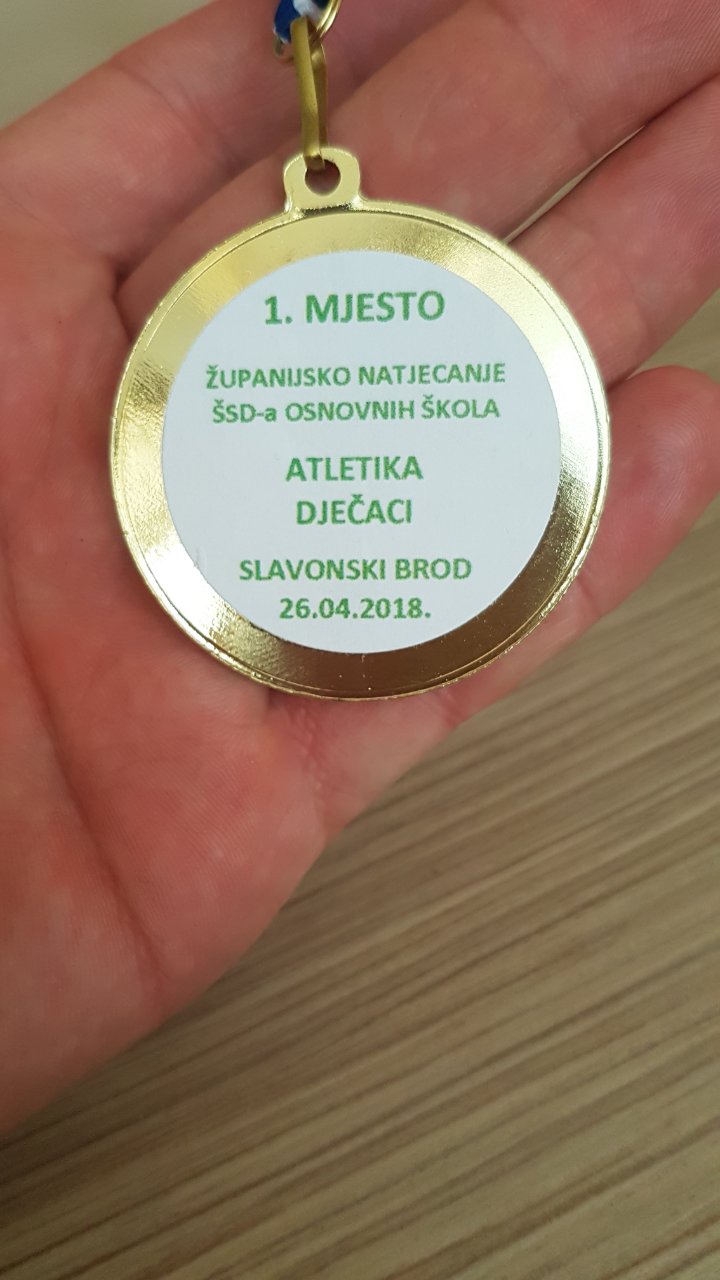 1. MJESTO
ŽUPANIJSKO NATJECANJE
ŠSD-a OSNOVNIH ŠKOLA
ATLETIKA
DJEČACI
SLAVONSKI BROD
26.04.2018.